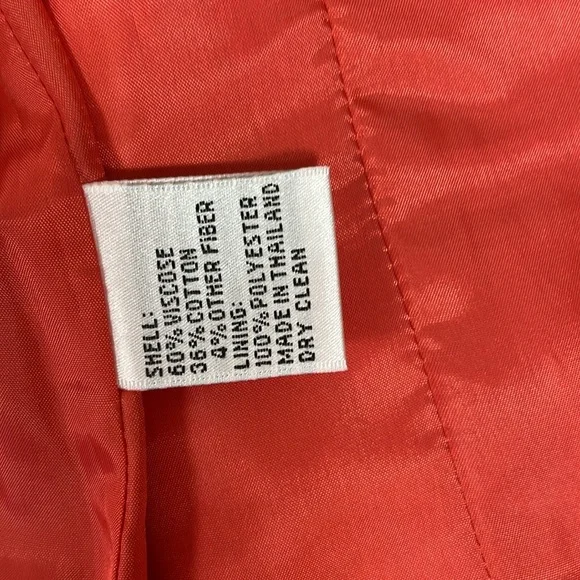 SHELL:
60% VISCOSE
36% COTTON
4% OTHER FIBER
LINING:
100% POLYESTER
MADE IN THAILAND
DRY CLEAN